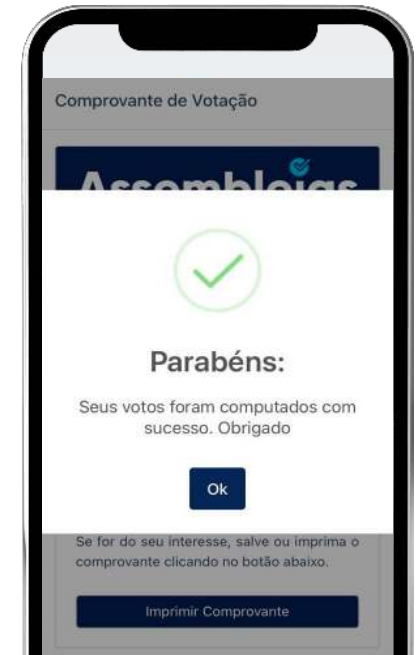 Comprovante de Votação
Assembleias
Parabéns:
Seus votos foram computados com
sucesso. Obrigado
Ok
Se for do seu interesse, salve ou imprima o
comprovante clicando no botão abaixo.
Imprimir Comprovante